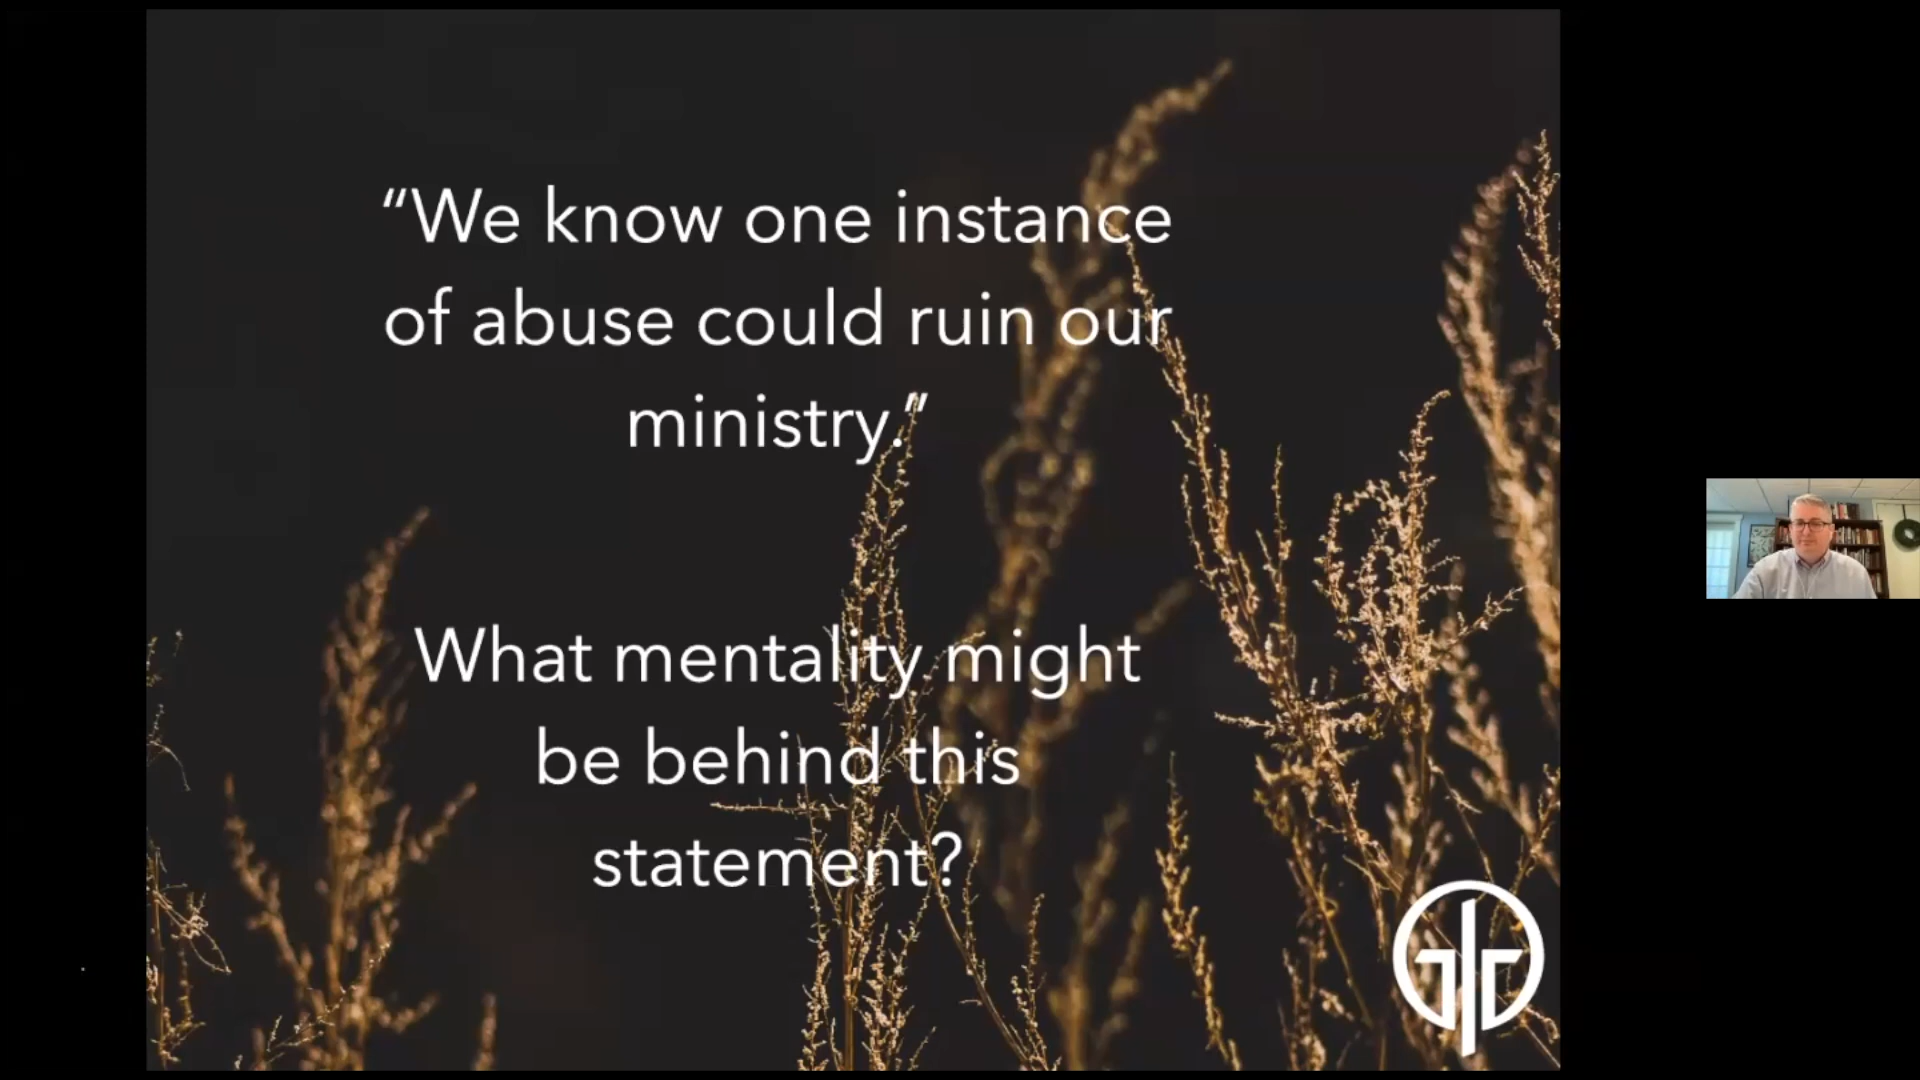 “We know one instance
of abuse could ruin our
ministry.”
What mentality might
be behind this
statement?